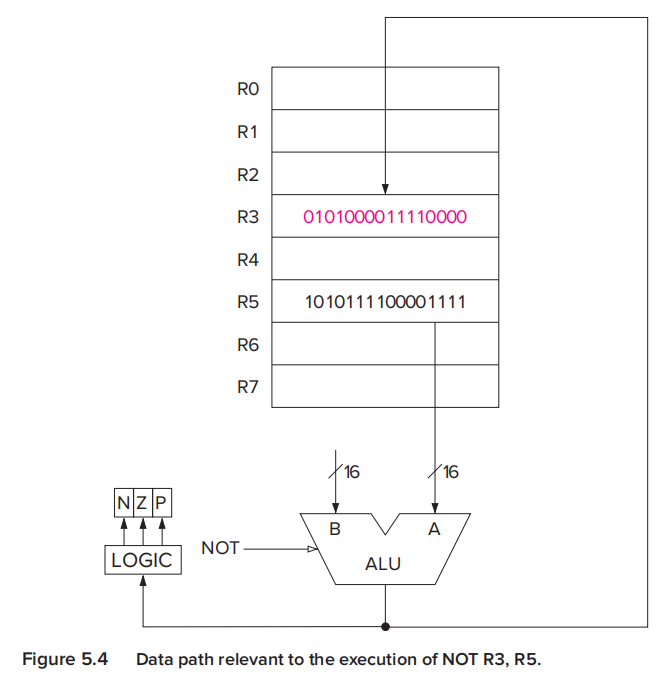 R0
R1
R2
R3 0101000011110000
R4
R5 1010111100001111
R6
R7
16 16
N Z P
B A
NOT
LOGIC
ALU
Figure 5.4 Data path relevant to the execution of NOT R3, R5.